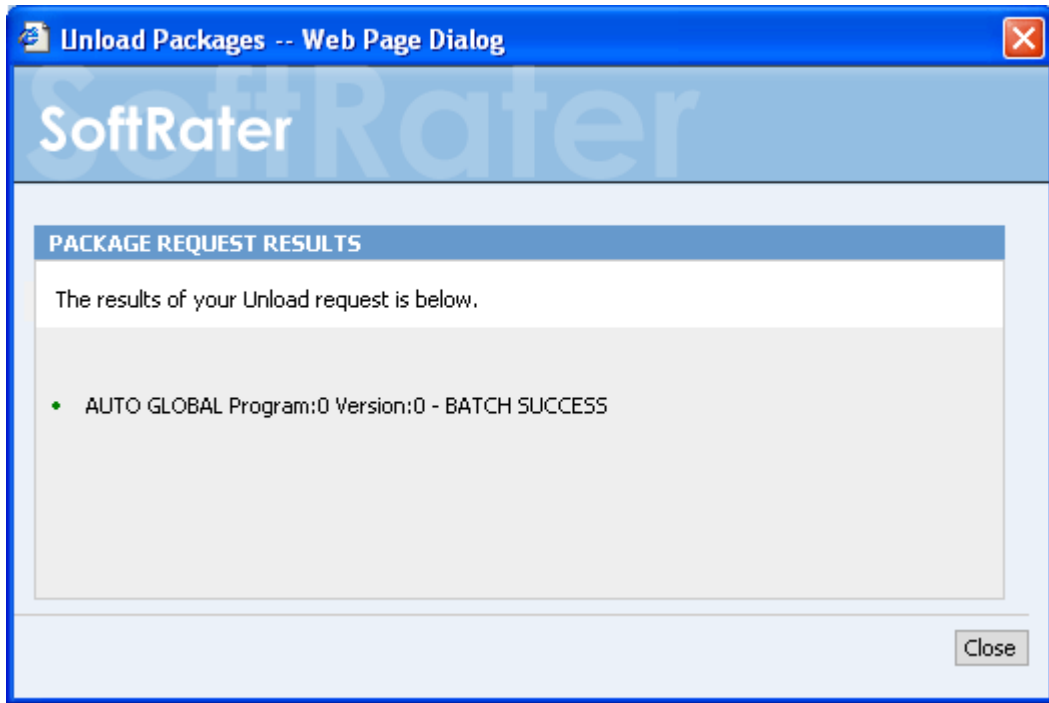 Unload Packages -- Web Page Dialog
SoftRater
SoftRater
PACKAGE REQUEST RESULTS
The results of your Unload request is below.
AUTO GLOBAL Program:0 Version:0 - BATCH SUCCESS
Close